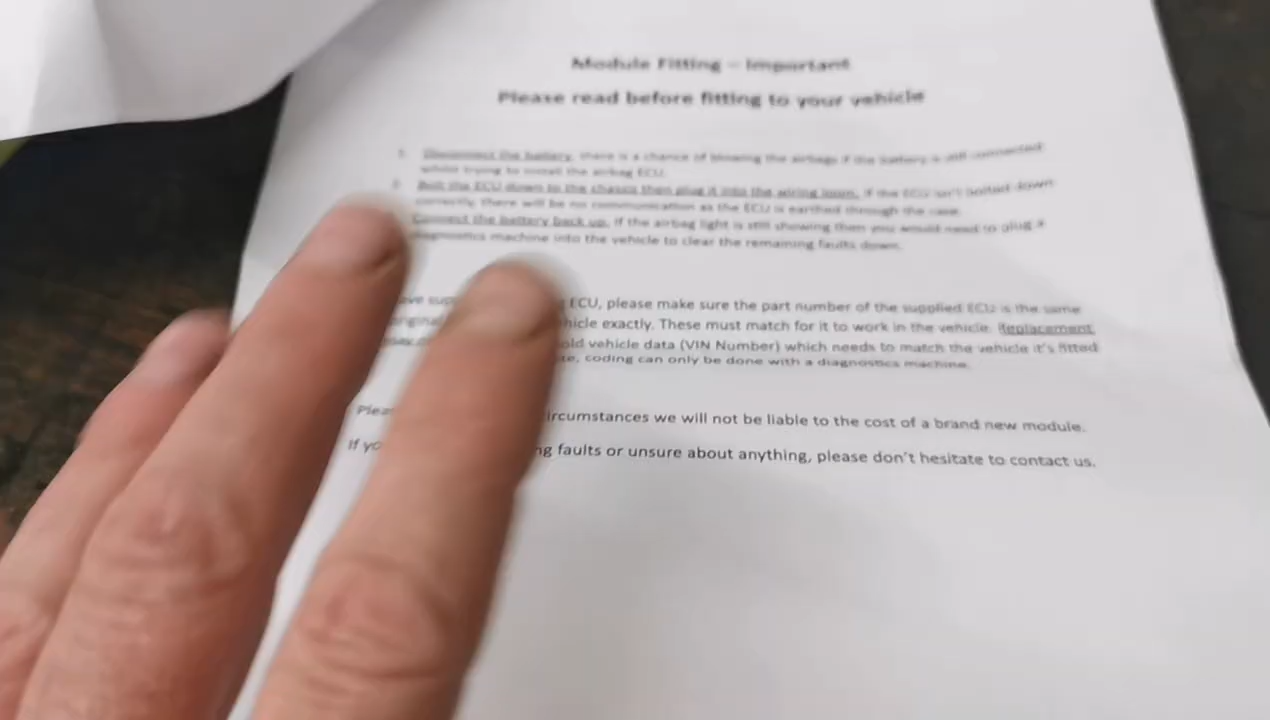 Module Fitting – Important
Please read before fitting to your vehicle
Disconnect the battery, there is a chance of blowing the airbags if the battery is still connected
whilst trying to install the airbag ECU.
Bolt the ECU down to the chassis then plug it into the wiring loom, if the ECU isn't bolted down
correctly, there will be no communication as the ECU is earthed through the case.
Connect the battery back up. If the airbag light is still showing then you would need to plug a
diagnostics machine into the vehicle to clear the remaining faults down.
ECU, please make sure the part number of the supplied ECU is the same
exactly. These must match for it to work in the vehicle. Replacement
old vehicle data (VIN Number) which needs to match the vehicle it's fitted
coding can only be done with a diagnostics machine.
circumstances we will not be liable to the cost of a brand new module.
If faults or unsure about anything, please don't hesitate to contact us.